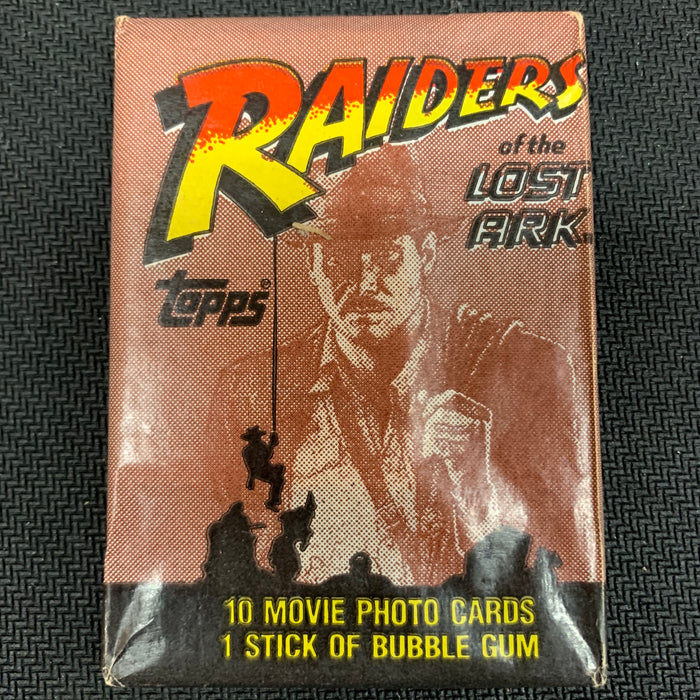 RAIDERS
of the
LOST
ARK
topps®
10 MOVIE PHOTO CARDS
1 STICK OF BUBBLE GUM